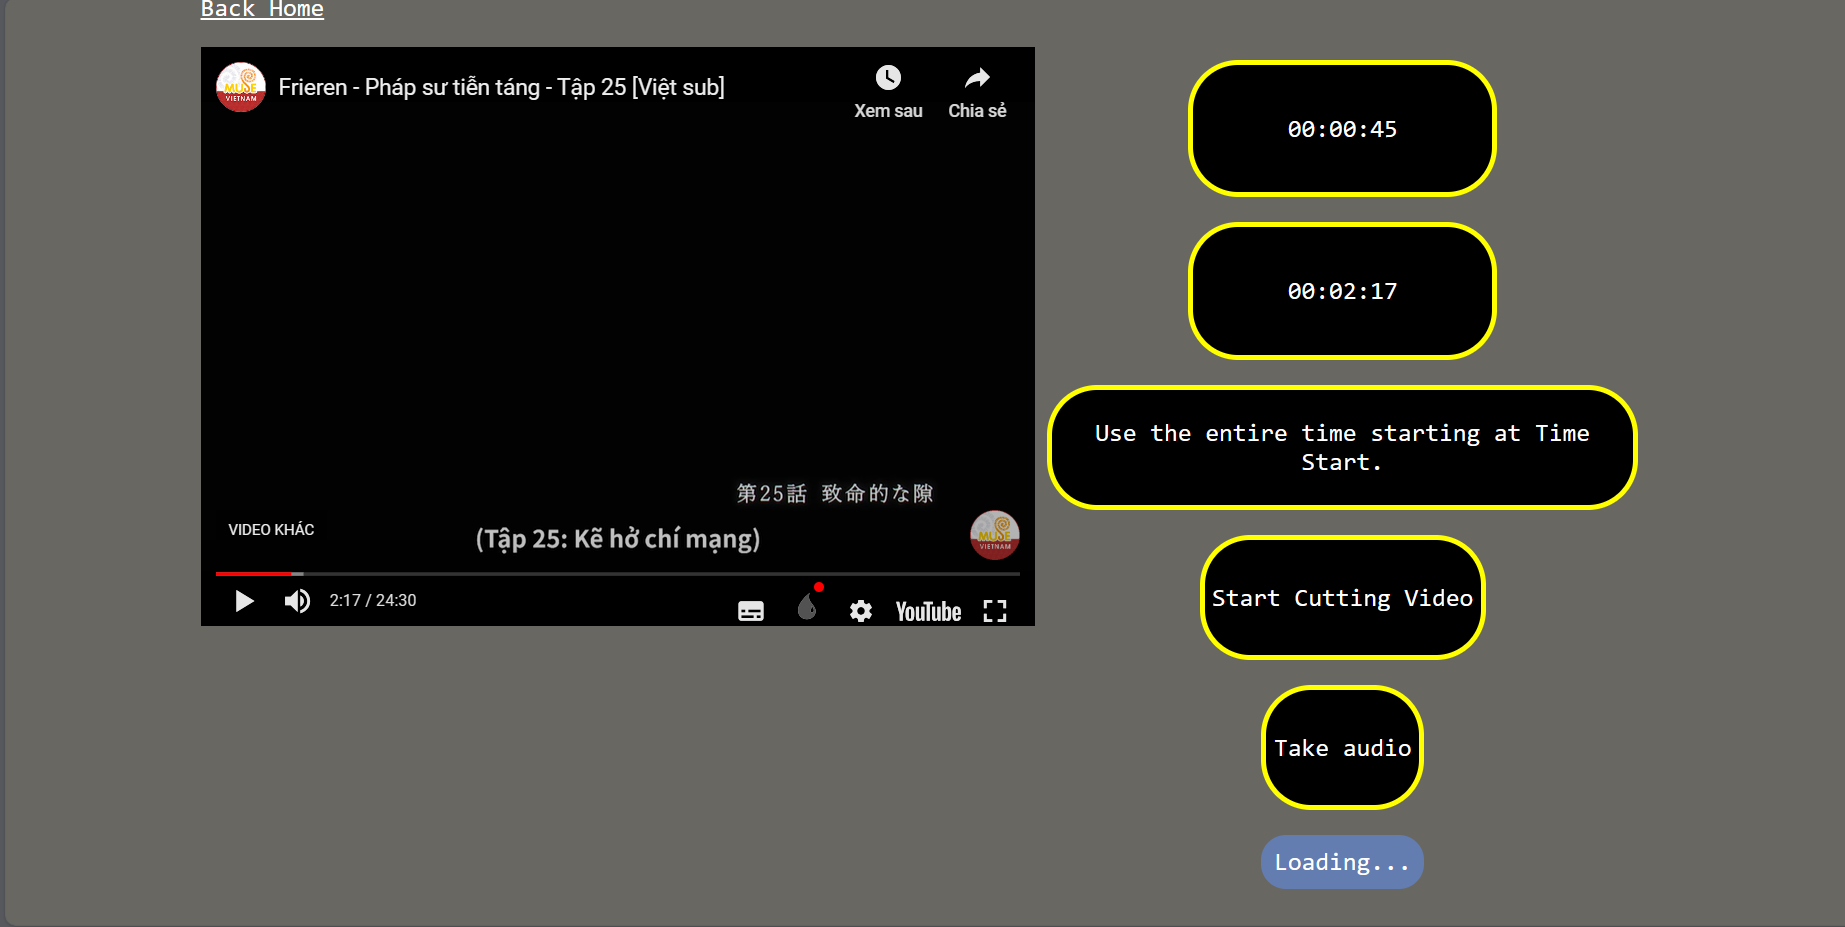 Back Home
MUSE
VIETNAM
Frieren - Pháp sư tiễn táng - Tập 25 [Việt sub]
Xem sau
Chia sẻ
第25話 致命的な隙
VIDEO KHÁC
(Tập 25: Kẽ hở chí mạng)
MUSE
VIETNAM
2:17 / 24:30
YouTube
00:00:45
00:02:17
Use the entire time starting at Time
Start.
Start Cutting Video
Take audio
Loading...